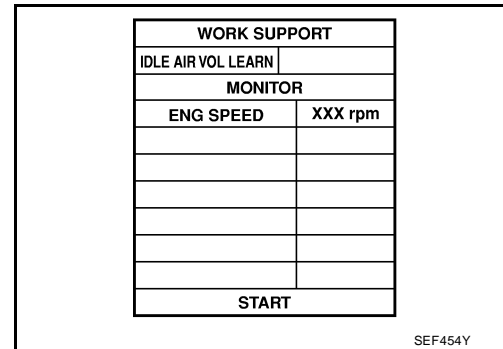 WORK SUPPORT
IDLE AIR VOL LEARN
MONITOR
ENG SPEED XXX rpm
START
SEF454Y